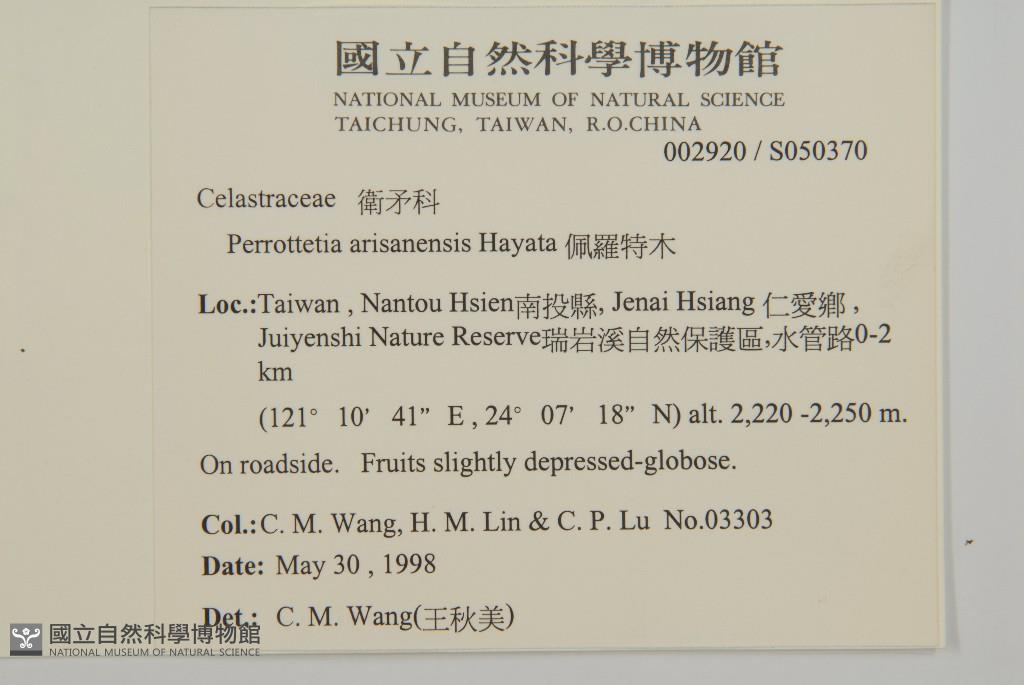 國立自然科學博物館
NATIONAL MUSEUM OF NATURAL SCIENCE
TAICHUNG, TAIWAN, R.O.CHINA
002920 / S050370
Celastraceae 衛矛科
Perrottetia arisanensis Hayata 佩羅特木
Loc.:Taiwan , Nantou Hsien南投縣, Jenai Hsiang 仁愛鄉 ,
Juiyenshi Nature Reserve瑞岩溪自然保護區,水管路0-2
km
(121° 10’ 41” E , 24° 07’ 18” N) alt. 2,220 -2,250 m.
On roadside. Fruits slightly depressed-globose.
Col.: C. M. Wang, H. M. Lin & C. P. Lu No.03303
Date: May 30 , 1998
Det.: C. M. Wang(王秋美)
國立自然科學博物館
NATIONAL MUSEUM OF NATURAL SCIENCE